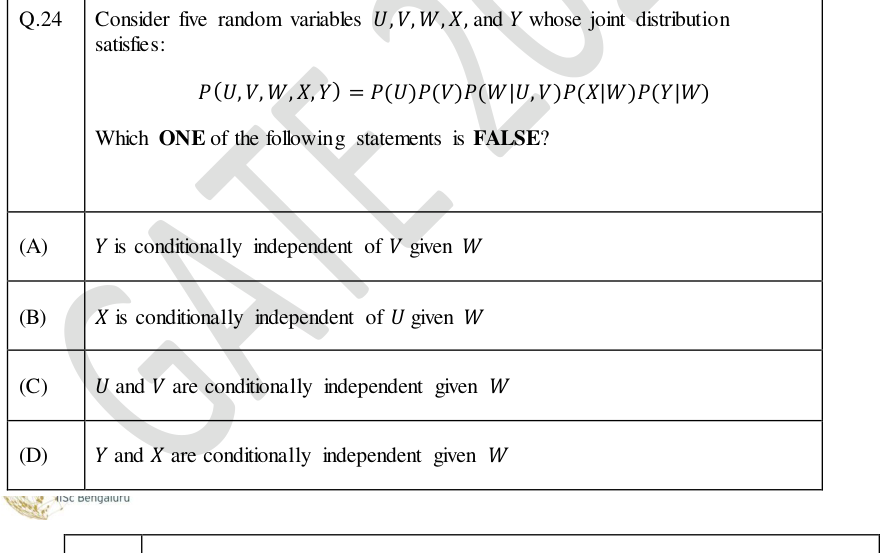 Q.24 Consider five random variables U, V, W, X, and Y whose joint distribution
satisfies:
P(U, V, W, X, Y) = P(U)P(V)P(W|U, V)P(X|W)P(Y|W)
Which ONE of the following statements is FALSE?
(A) Y is conditionally independent of V given W
(B) X is conditionally independent of U given W
(C) U and V are conditionally independent given W
(D) Y and X are conditionally independent given W
IISc Bengaluru
GATE 20